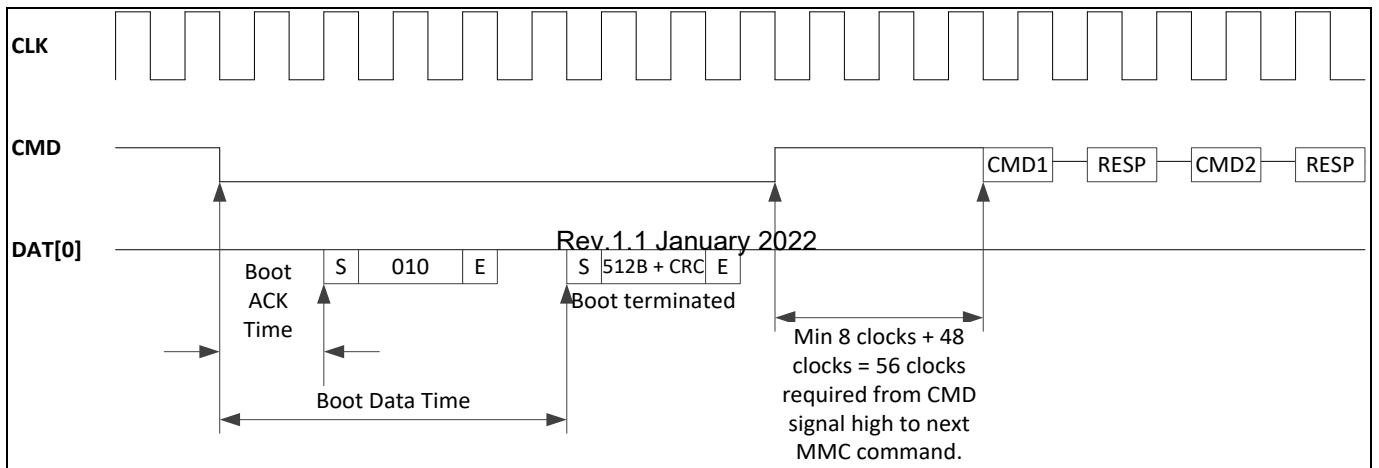 CLK
CMD
CMD1 RESP CMD2 RESP
Rev.1.1 January 2022
DAT[0]
S 010 E
S 512B + CRC E
Boot
ACK
Time
Boot terminated
Boot Data Time
Min 8 clocks + 48
clocks = 56 clocks
required from CMD
signal high to next
MMC command.